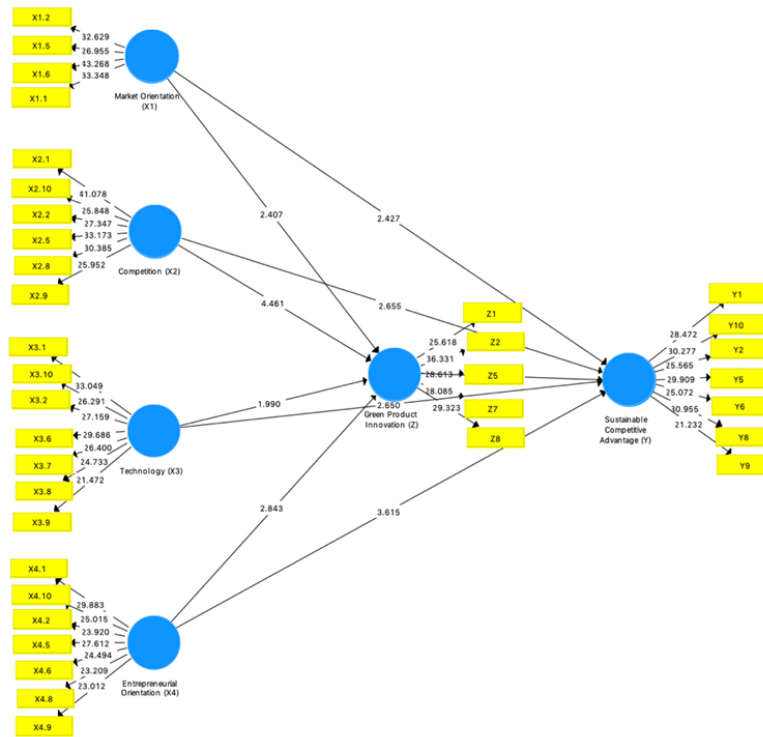 X1.2
X1.5
X1.6
X1.1
32.629
26.955
43.268
33.348
Market Orientation
(X1)
X2.1
X2.10
X2.2
X2.5
X2.8
X2.9
41.078
25.848
27.347
33.173
30.385
25.952
Competition (X2)
X3.1
X3.10
X3.2
X3.6
X3.7
X3.8
X3.9
33.049
26.291
27.159
29.686
26.400
24.733
21.472
Technology (X3)
X4.1
X4.10
X4.2
X4.5
X4.6
X4.8
X4.9
29.883
25.015
23.920
27.612
24.494
23.209
23.012
Entrepreneurial
Orientation (X4)
2.407
2.427
4.461
2.655
1.990
2.650
2.843
3.615
Green Product
Innovation (Z)
25.618
36.331
28.613
28.085
29.323
Z1
Z2
Z5
Z7
Z8
Sustainable
Competitive
Advantage (Y)
28.472
30.277
25.565
29.909
25.072
30.955
21.232
Y1
Y10
Y2
Y5
Y6
Y8
Y9